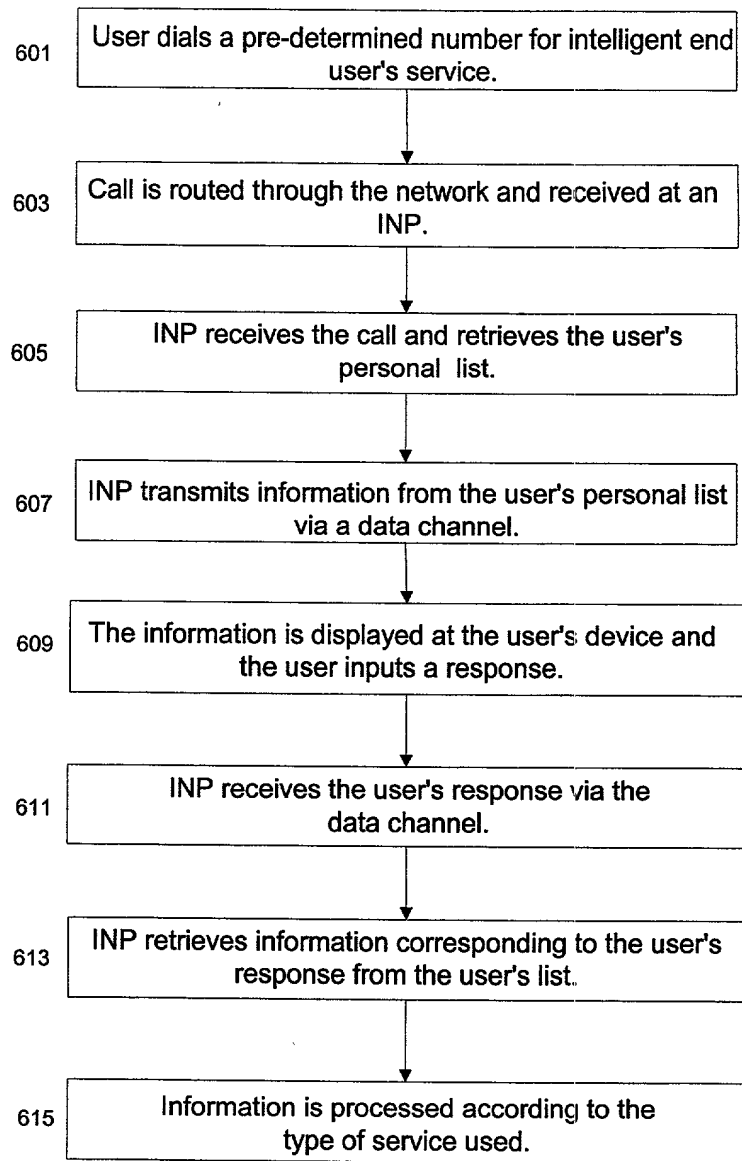 601
User dials a pre-determined number for intelligent end
user's service.
603
Call is routed through the network and received at an
INP.
605
INP receives the call and retrieves the user's
personal list.
607
INP transmits information from the user's personal list
via a data channel.
609
The information is displayed at the user's device and
the user inputs a response.
611
INP receives the user's response via the
data channel.
613
INP retrieves information corresponding to the user's
response from the user's list.
615
Information is processed according to the
type of service used.